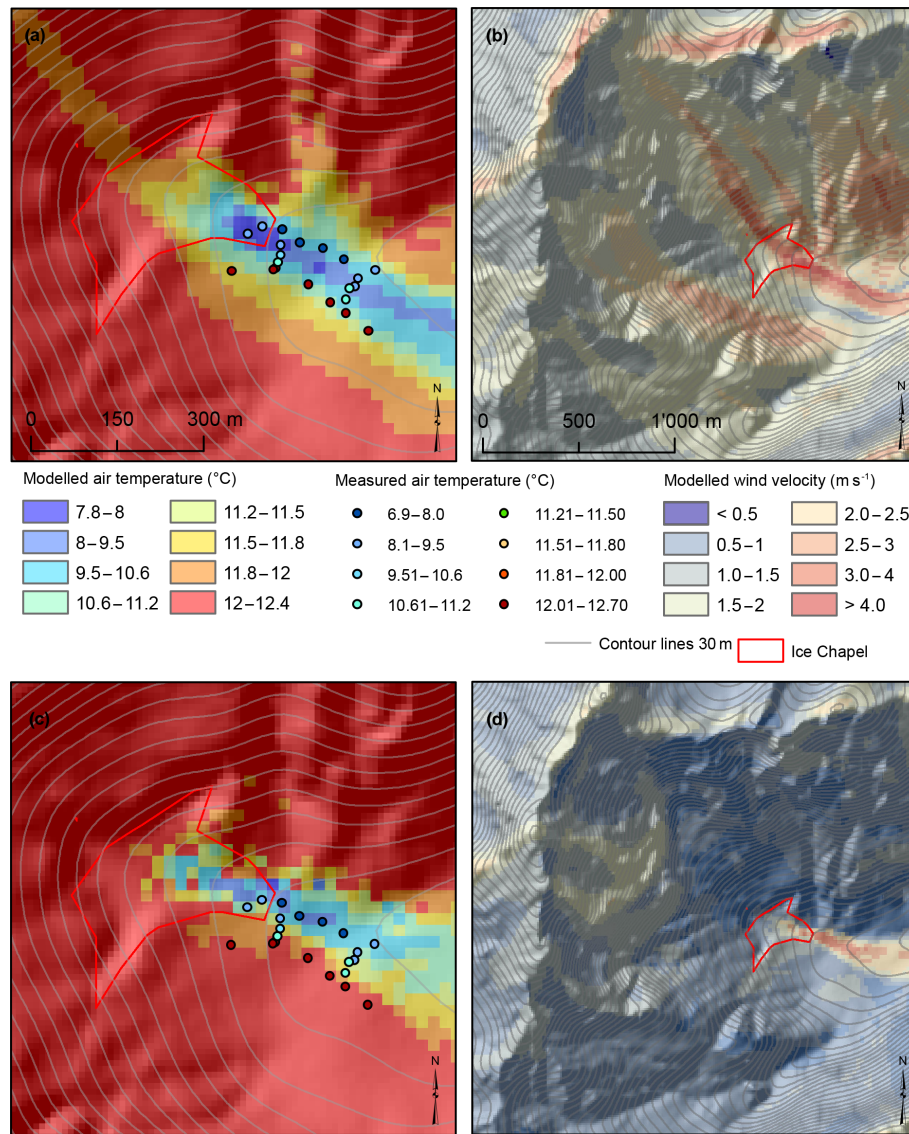 (a)
N
0 150 300 m
(b)
N
0 500 1'000 m
Modelled air temperature (°C)
7.8–8
8–9.5
9.5–10.6
10.6–11.2
11.2–11.5
11.5–11.8
11.8–12
12–12.4
Measured air temperature (°C)
6.9–8.0
8.1–9.5
9.51–10.6
10.61–11.2
11.21–11.50
11.51–11.80
11.81–12.00
12.01–12.70
Modelled wind velocity (m s-1)
< 0.5
0.5–1
1.0–1.5
1.5–2
2.0–2.5
2.5–3
3.0–4
> 4.0
Contour lines 30 m
Ice Chapel
(c)
N
(d)
N